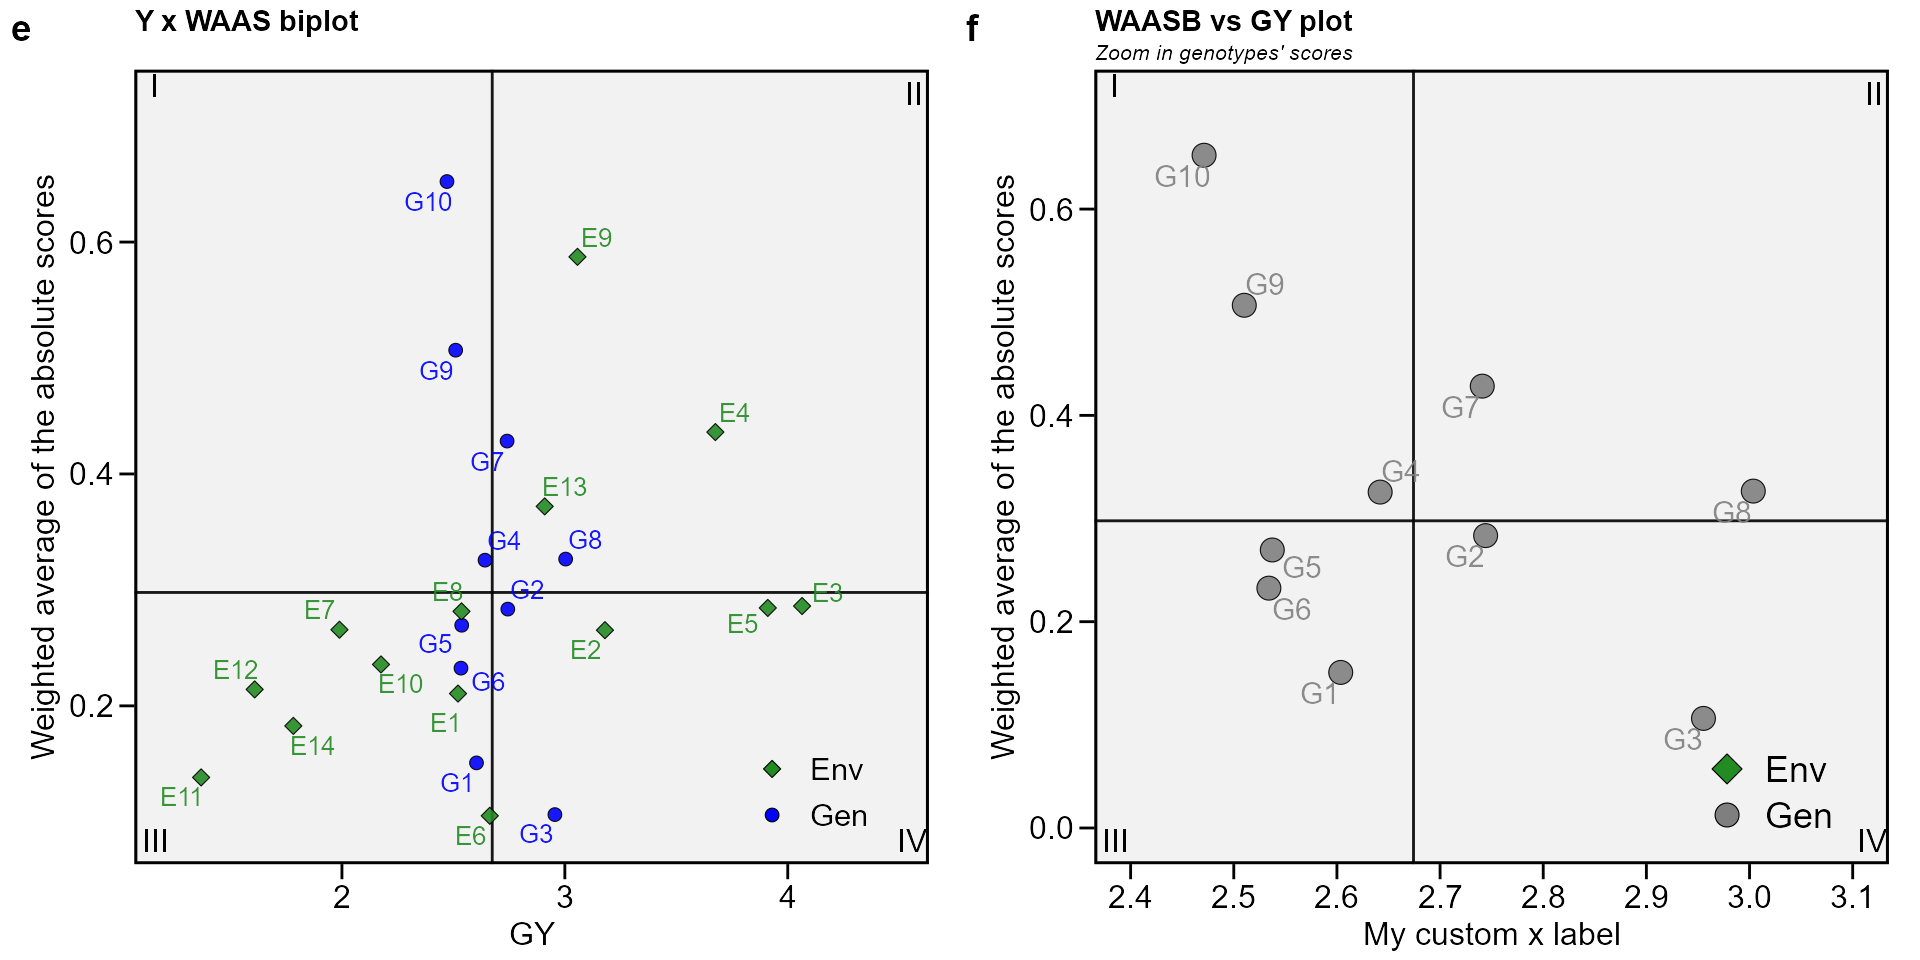 e
Y x WAAS biplot
Weighted average of the absolute scores
0.6
0.4
0.2
I
II
G10
E9
G9
E4
G7
E13
G4
G8
E8
G2
E3
E7
E5
G5
E2
E12
E10
G6
E1
E14
Env
G1
E11
Gen
E6
G3
III
IV
2
3
4
GY
f
WAASB vs GY plot
Zoom in genotypes' scores
Weighted average of the absolute scores
0.6
0.4
0.2
0.0
I
II
G10
G9
G7
G4
G8
G2
G5
G6
G1
G3
Env
Gen
III
IV
2.4
2.5
2.6
2.7
2.8
2.9
3.0
3.1
My custom x label